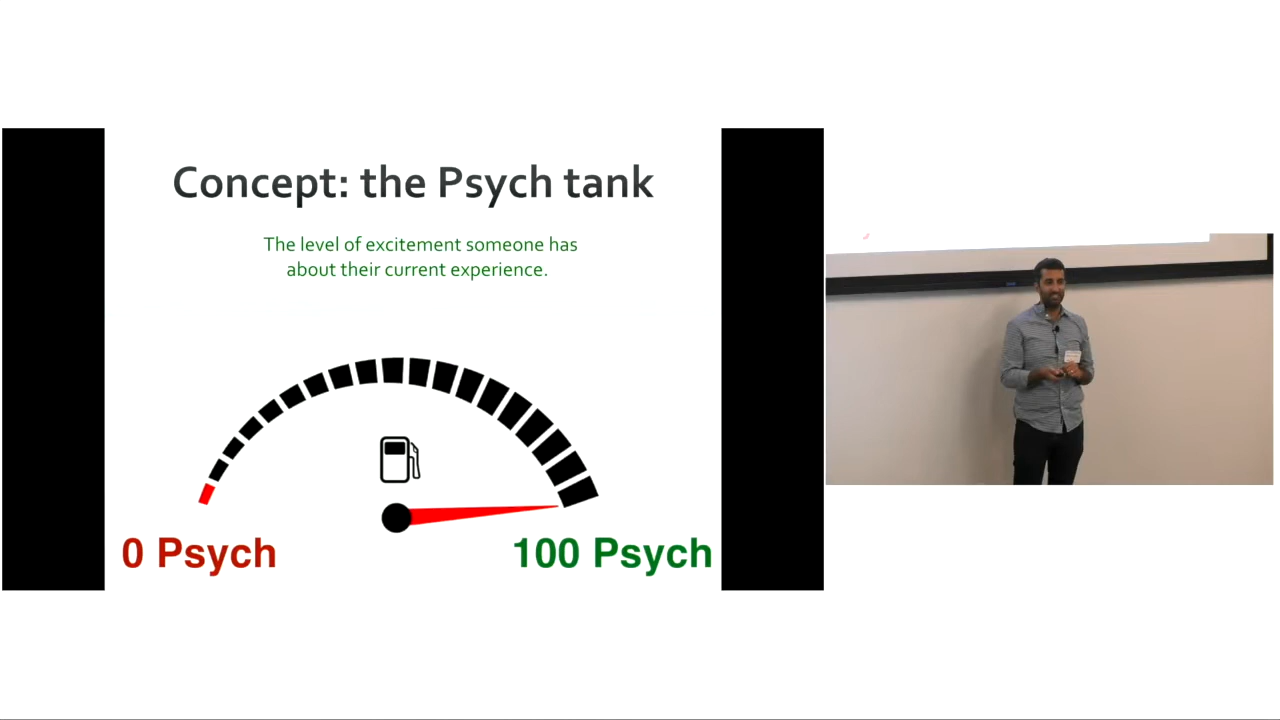 Concept: the Psych tank
The level of excitement someone has
about their current experience.
0 Psych
100 Psych